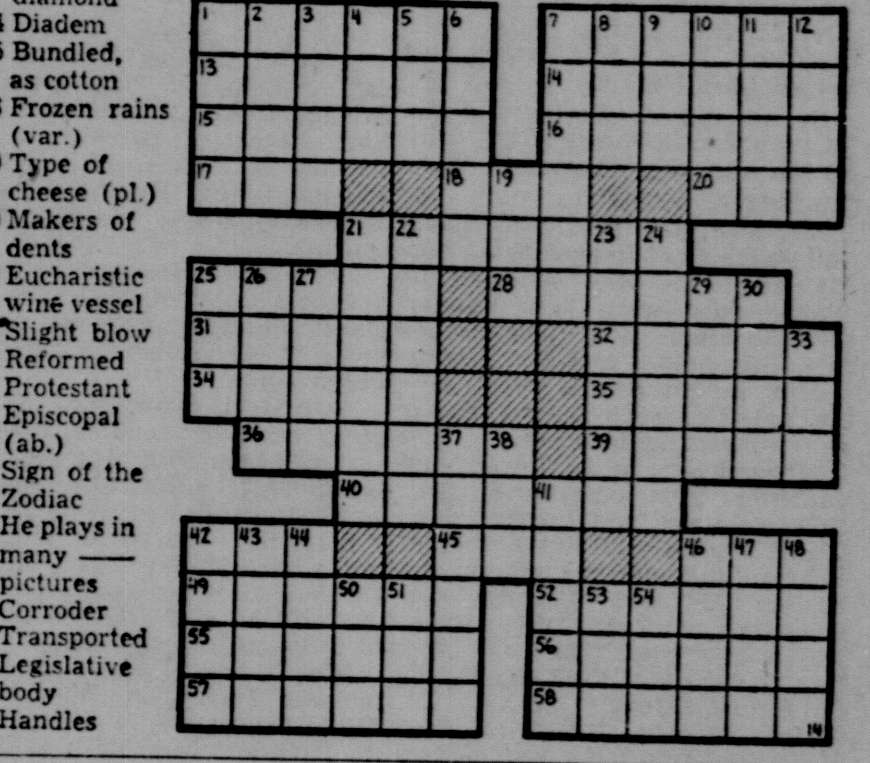 diamond
4 Diadem
Bundled,
as cotton
Frozen rains
(var.)
Type of
cheese (pl.)
Makers of
dents
Eucharistic
wine vessel
Slight blow
Reformed
Protestant
Episcopal
(ab.)
Sign of the
Zodiac
He plays in
many ——
pictures
Corroder
Transported
Legislative
body
Handles
1 2 3 4 5 6 7 8 9 10 11 12
13 14
15 16
17 18 19 20
21 22 23 24
25 26 27 28 29 30
31 32 33
34 35
36 37 38 39
40 41
42 43 44 45 46 47 48
49 50 51 52 53 54
55 56
57 58
14